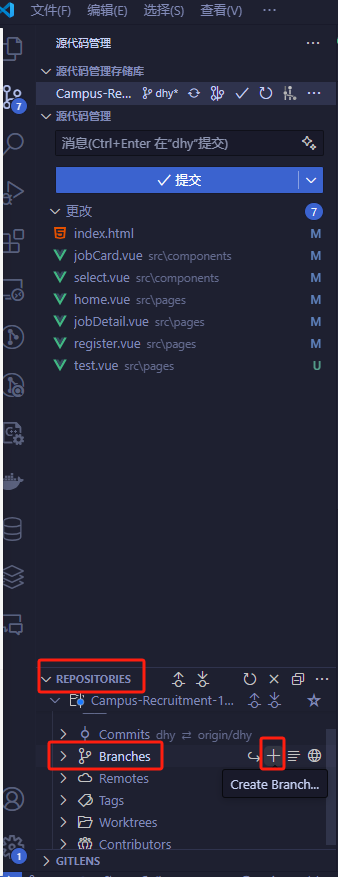 文件(F) 编辑(E) 选择(S) 查看(V) ···
源代码管理 ···
源代码管理存储库
Campus-Re... dhy* ···
7
源代码管理
消息(Ctrl+Enter 在"dhy"提交)
提交
更改 7
index.html M
jobCard.vue src\components M
select.vue src\components M
home.vue src\pages M
jobDetail.vue src\pages M
register.vue src\pages M
test.vue src\pages U
REPOSITORIES ···
Campus-Recruitment-1...
Commits dhy ⇄ origin/dhy
Branches
Remotes
Create Branch...
Tags
Worktrees
Contributors
1
GITLENS